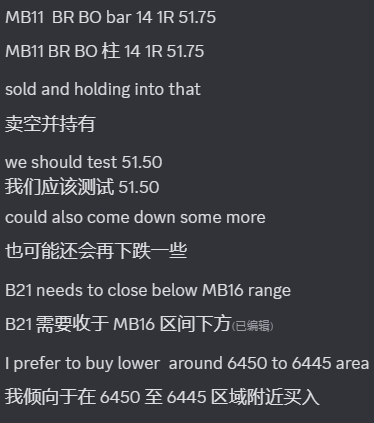 MB11  BR BO bar 14 1R 51.75
MB11 BR BO 柱 14 1R 51.75
sold and holding into that
卖空并持有
we should test 51.50
我们应该测试 51.50
could also come down some more
也可能还会再下跌一些
B21 needs to close below MB16 range
B21 需要收于 MB16 区间下方(已编辑)
I prefer to buy lower  around 6450 to 6445 area
我倾向于在 6450 至 6445 区域附近买入